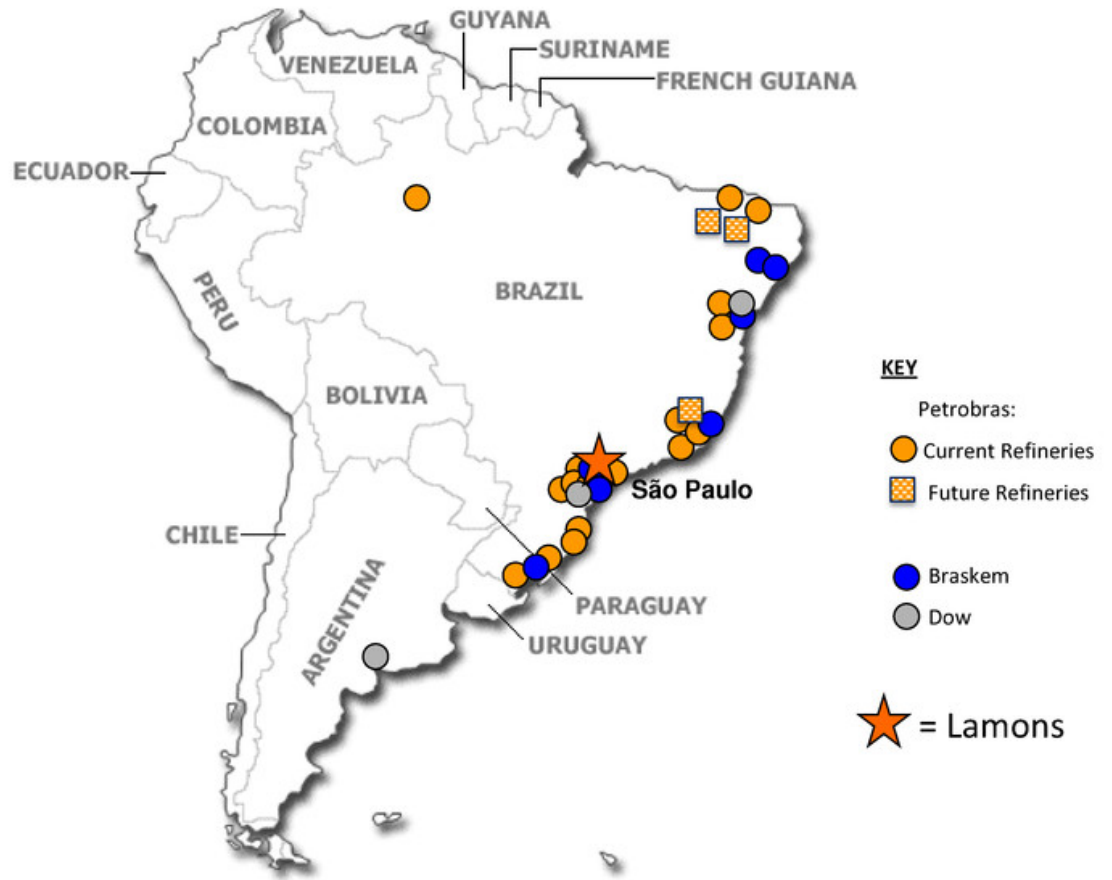 GUYANA
SURINAME
FRENCH GUIANA
VENEZUELA
COLOMBIA
ECUADOR
PERU
BRAZIL
BOLIVIA
São Paulo
CHILE
PARAGUAY
ARGENTINA
URUGUAY
KEY
Petrobras:
Current Refineries
Future Refineries
Braskem
Dow
= Lamons